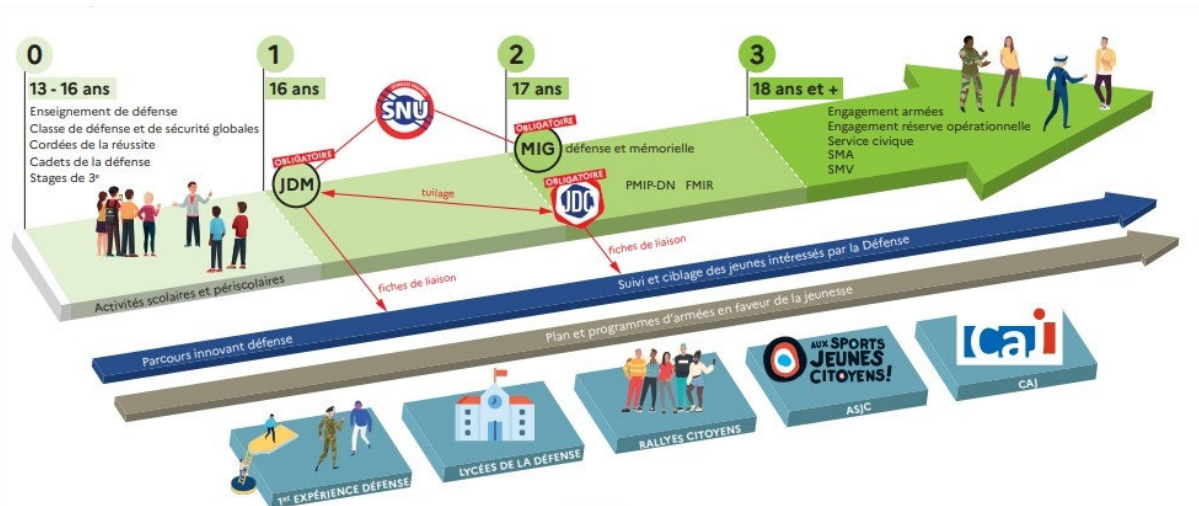 0
13 - 16 ans
Enseignement de défense
Classe de défense et de sécurité globales
Cordées de la réussite
Cadets de la défense
Stages de 3ᵉ
1
16 ans
SNU
2
17 ans
3
18 ans et +
Engagement armées
Engagement réserve opérationnelle
Service civique
SMA
SMV
OBLIGATOIRE
JDM
OBLIGATOIRE
MIG défense et mémorielle
OBLIGATOIRE
JDC
PMIP-DN FMIR
tuilage
fiches de liaison
fiches de liaison
Activités scolaires et périscolaires
Parcours innovant défense
Suivi et ciblage des jeunes intéressés par la Défense
Plan et programmes d'armées en faveur de la jeunesse
1ʳᵉ EXPÉRIENCE DÉFENSE
LYCÉES DE LA DÉFENSE
RALLYES CITOYENS
AUX SPORTS
JEUNES
CITOYENS!
ASJC
caj
CAJ